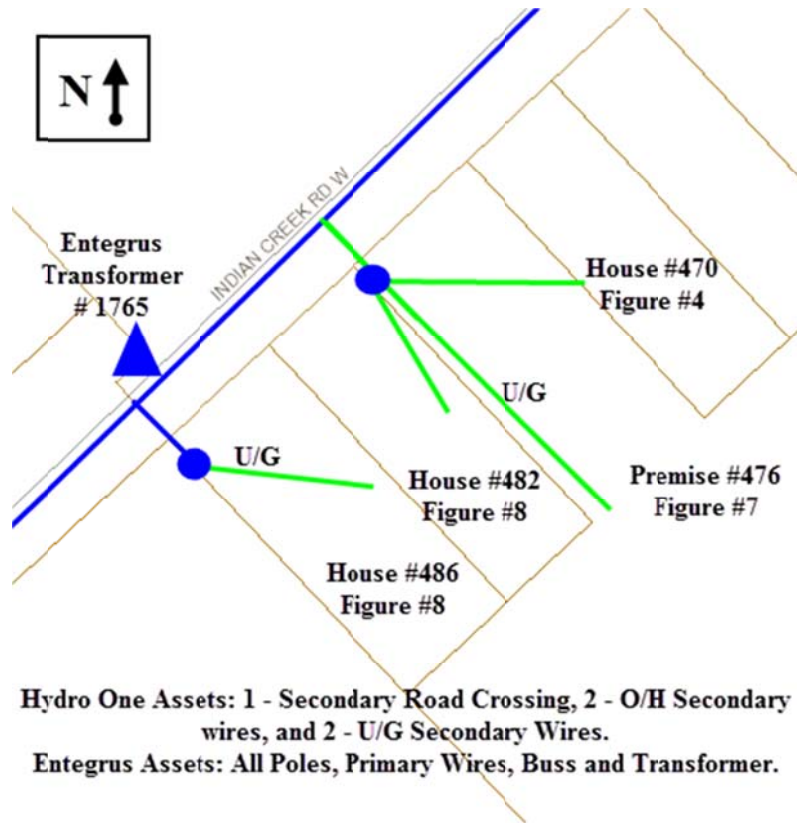 N
INDIAN CREEK RD W
Entegrus
Transformer
# 1765
House #470
Figure #4
U/G
U/G
House #482
Figure #8
Premise #476
Figure #7
House #486
Figure #8
Hydro One Assets: 1 - Secondary Road Crossing, 2 - O/H Secondary
wires, and 2 - U/G Secondary Wires.
Entegrus Assets: All Poles, Primary Wires, Buss and Transformer.